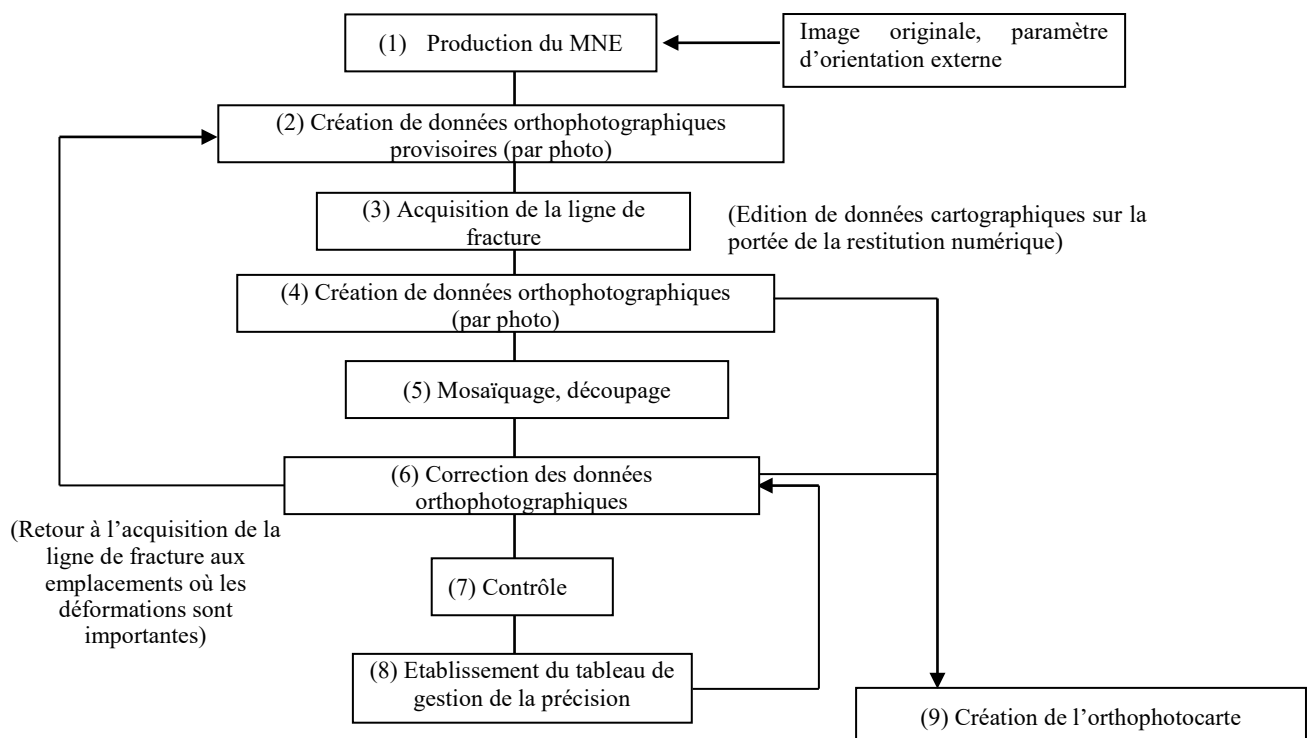 (1) Production du MNE
Image originale, paramètre
d'orientation externe
(2) Création de données orthophotographiques
provisoires (par photo)
(3) Acquisition de la ligne de
fracture
(Edition de données cartographiques sur la
portée de la restitution numérique)
(4) Création de données orthophotographiques
(par photo)
(5) Mosaïquage, découpage
(6) Correction des données
orthophotographiques
(Retour à l'acquisition de la
ligne de fracture aux
emplacements où les
déformations sont
importantes)
(7) Contrôle
(8) Etablissement du tableau de
gestion de la précision
(9) Création de l'orthophotocarte